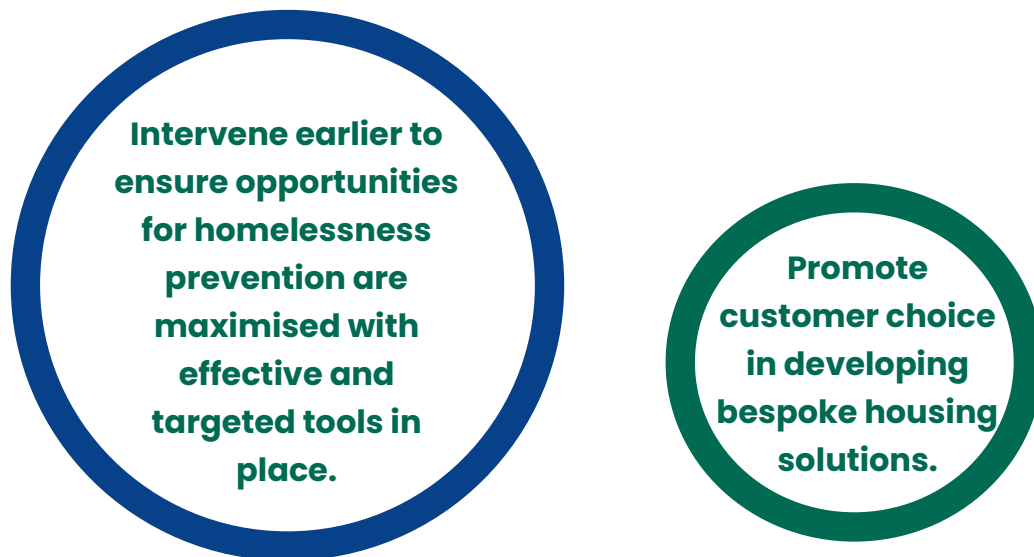 Intervene earlier to
ensure opportunities
for homelessness
prevention are
maximised with
effective and
targeted tools in
place.
Promote
customer choice
in developing
bespoke housing
solutions.